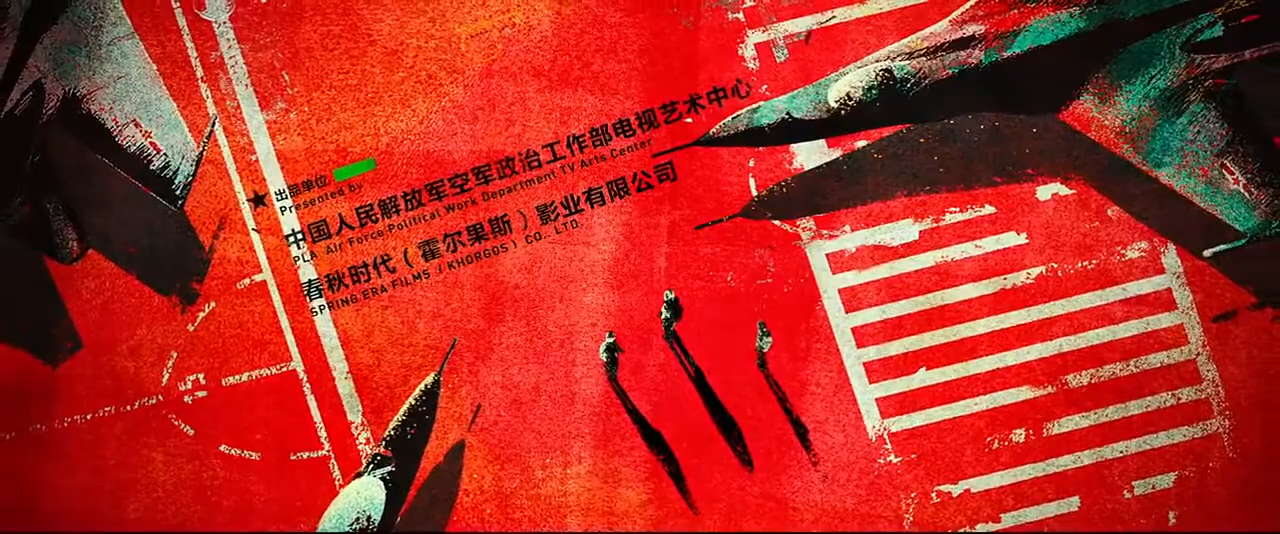 出品单位
Presented by
中国人民解放军空军政治工作部电视艺术中心
PLA Air Force Political Work Department TV Arts Center
春秋时代（霍尔果斯）影业有限公司
SPRING ERA FILMS ( KHORGOS ) CO., LTD.